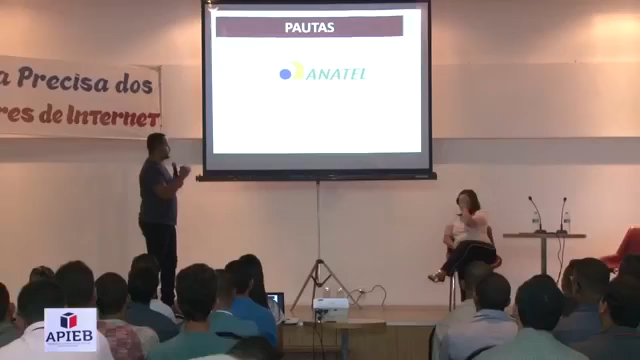 PAUTAS
ANATEL
a Precisa dos
res de Internet
APIEB